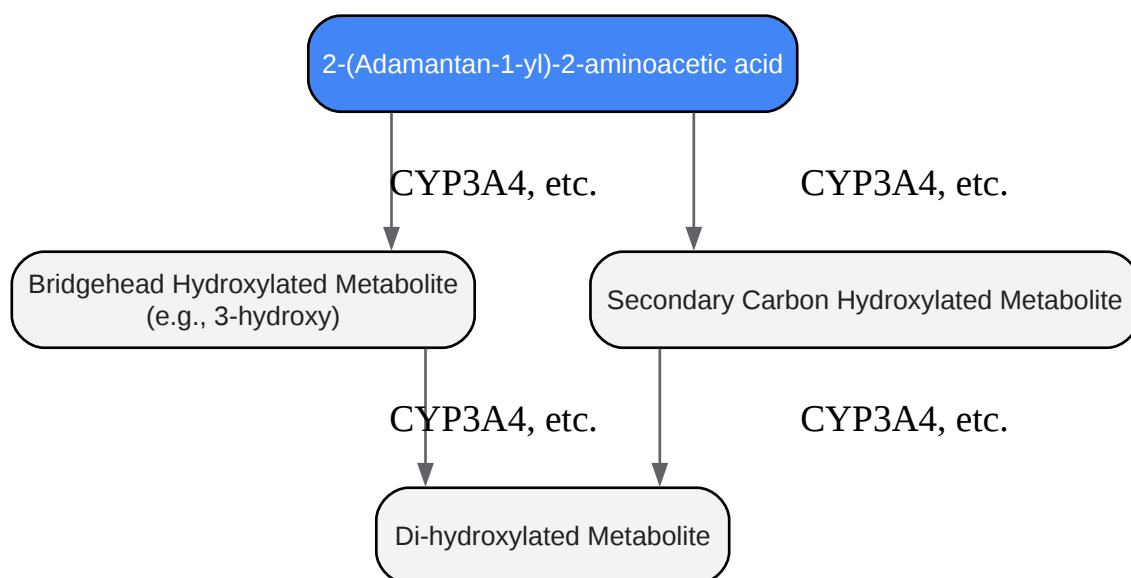 2-(Adamantan-1-yl)-2-aminoacetic acid
CYP3A4, etc.
CYP3A4, etc.
Bridgehead Hydroxylated Metabolite
(e.g., 3-hydroxy)
Secondary Carbon Hydroxylated Metabolite
CYP3A4, etc.
CYP3A4, etc.
Di-hydroxylated Metabolite